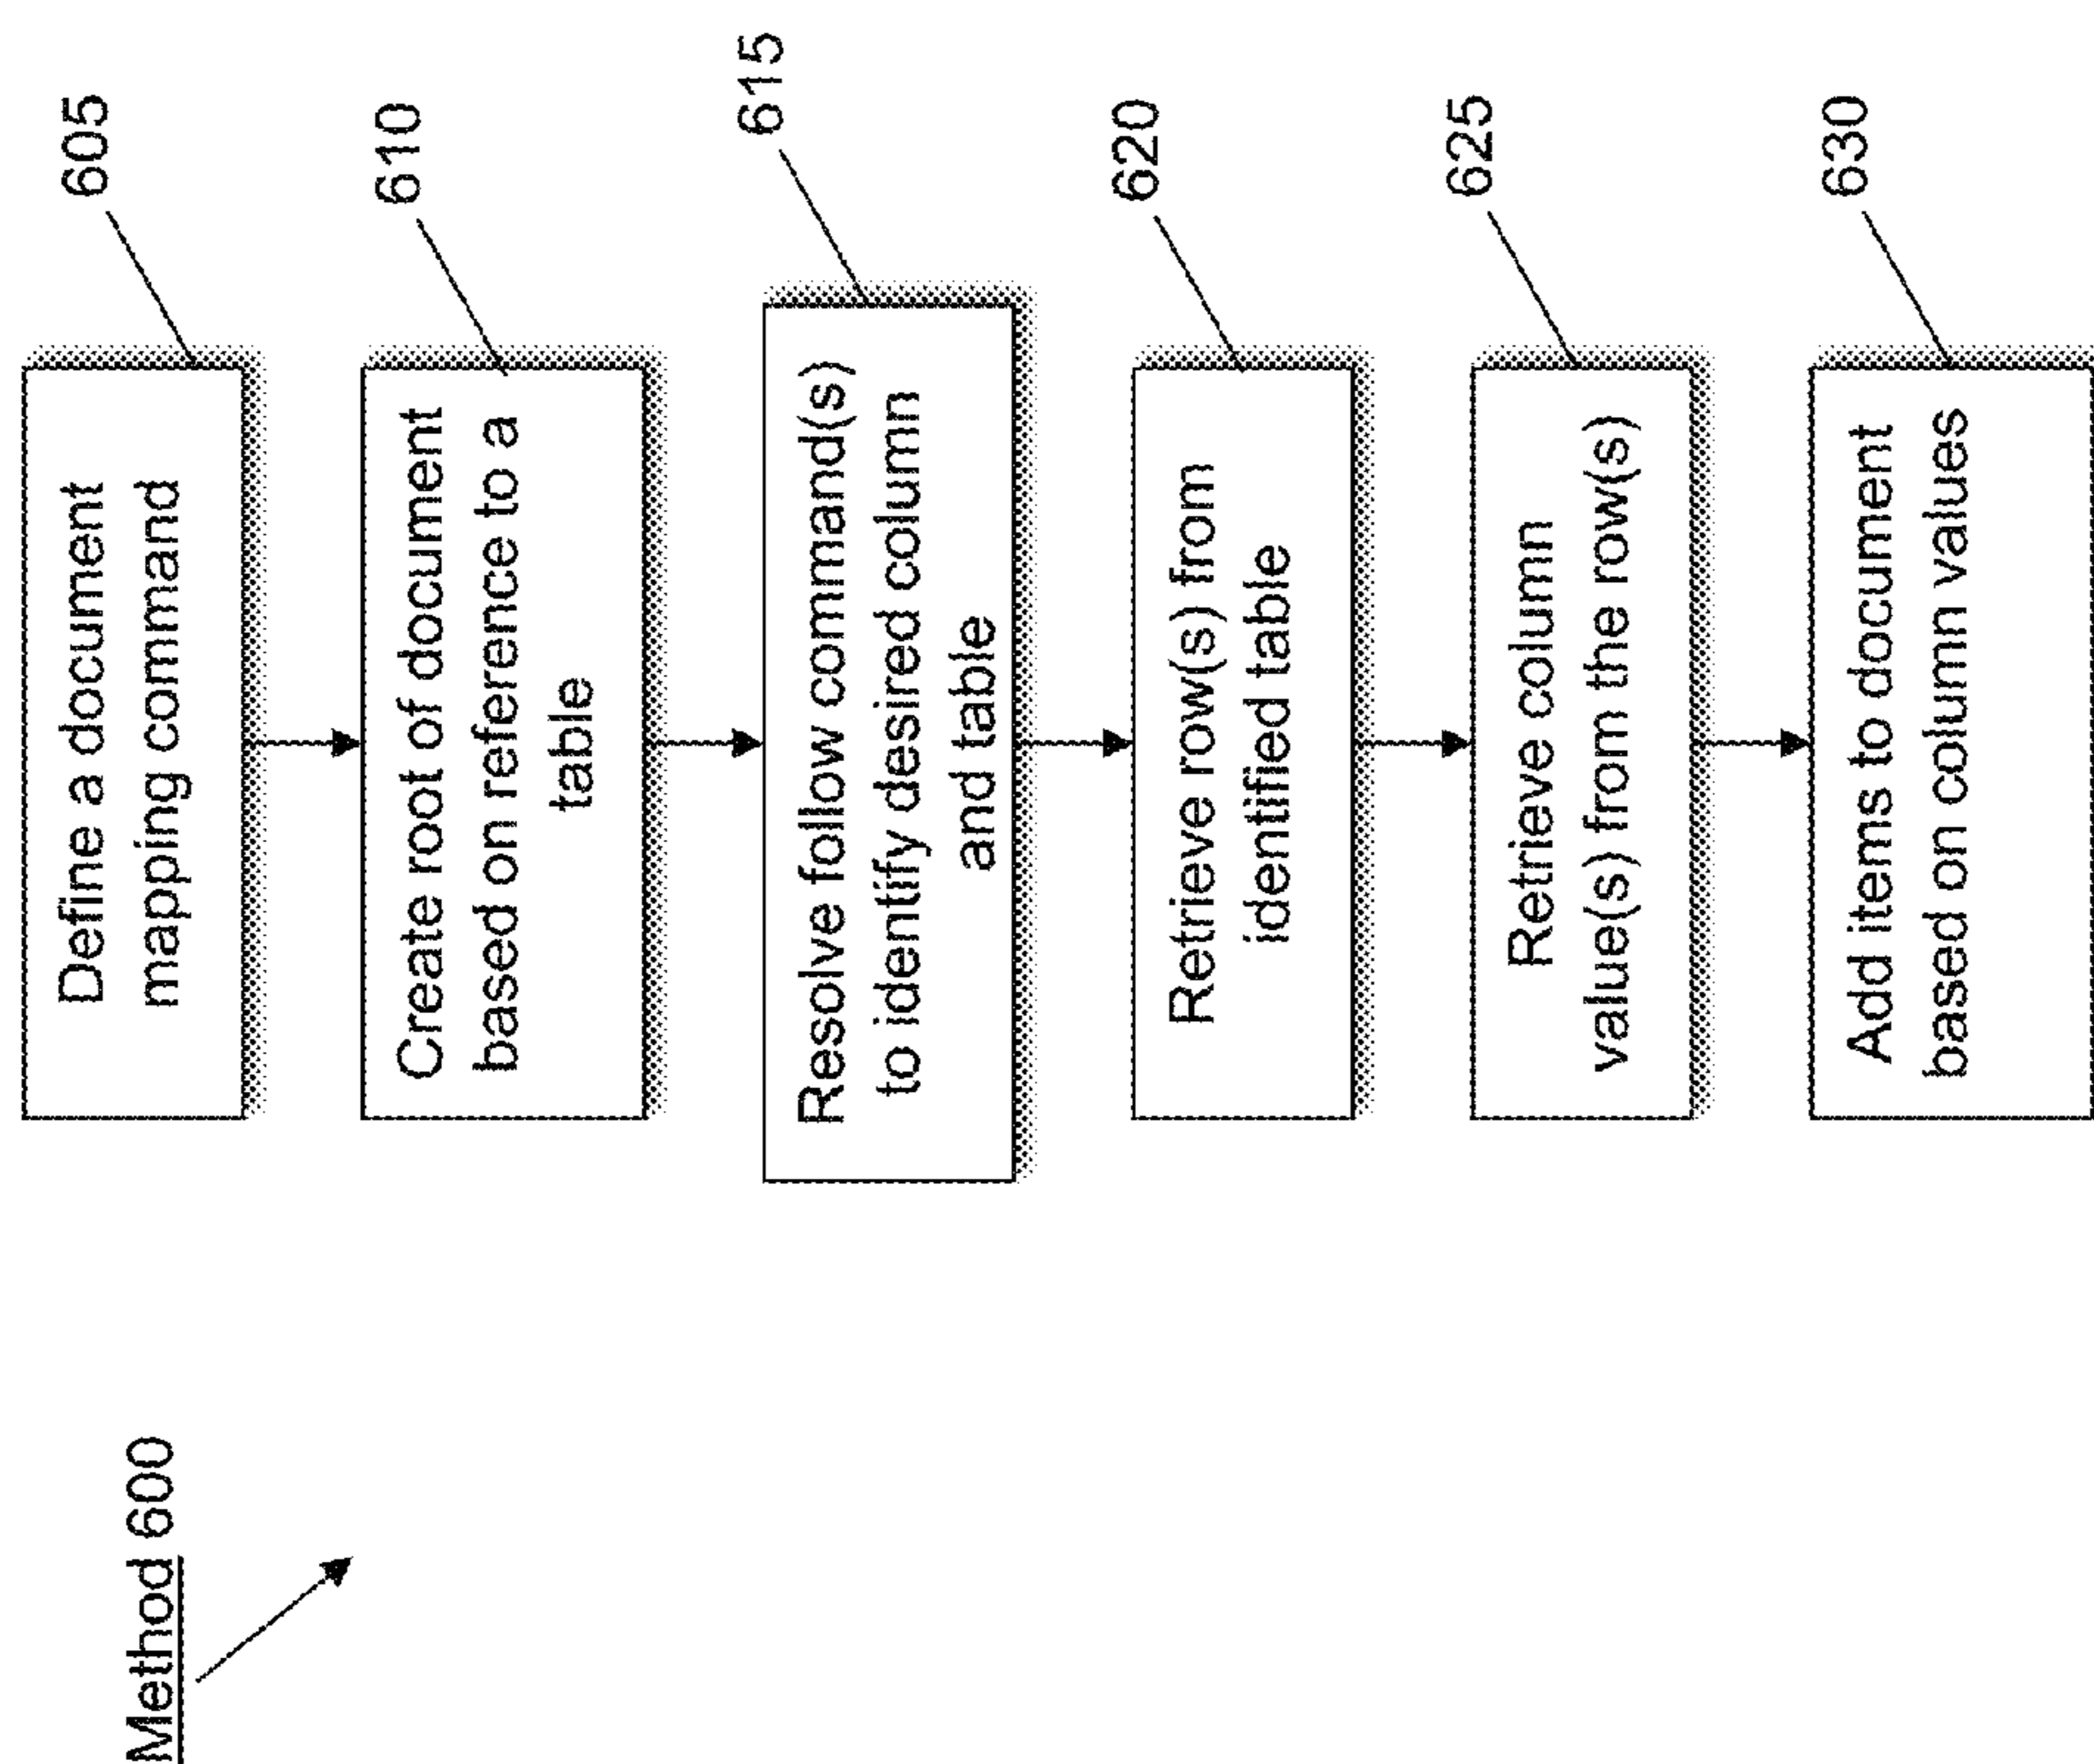 Method 600
Define a document
mapping command
605
Create root of document
based on reference to a
table
610
Resolve follow command(s)
to identify desired column
and table
615
Retrieve row(s) from
identified table
620
Retrieve column
value(s) from the row(s)
625
Add items to document
based on column values
630